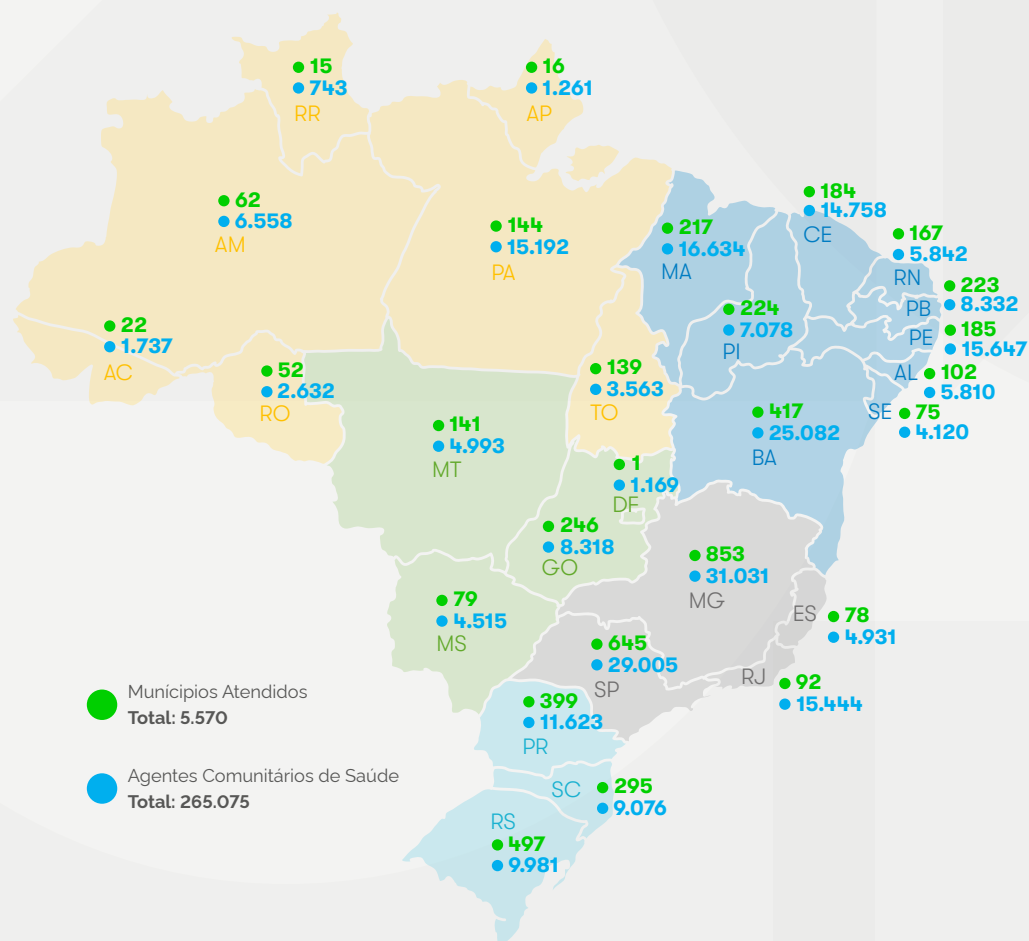 15
743
RR
16
1.261
AP
62
6.558
AM
144
15.192
PA
217
16.634
MA
184
14.758
CE
167
5.842
RN
223
8.332
PB
224
7.078
PI
185
15.647
PE
22
1.737
AC
52
2.632
RO
139
3.563
TO
102
5.810
AL
75
4.120
SE
417
25.082
BA
141
4.993
MT
1
1.169
DF
246
8.318
GO
853
31.031
MG
79
4.515
MS
78
4.931
ES
645
29.005
SP
92
15.444
RJ
399
11.623
PR
295
9.076
SC
RS
497
9.981
Munícipios Atendidos
Total: 5.570
Agentes Comunitários de Saúde
Total: 265.075